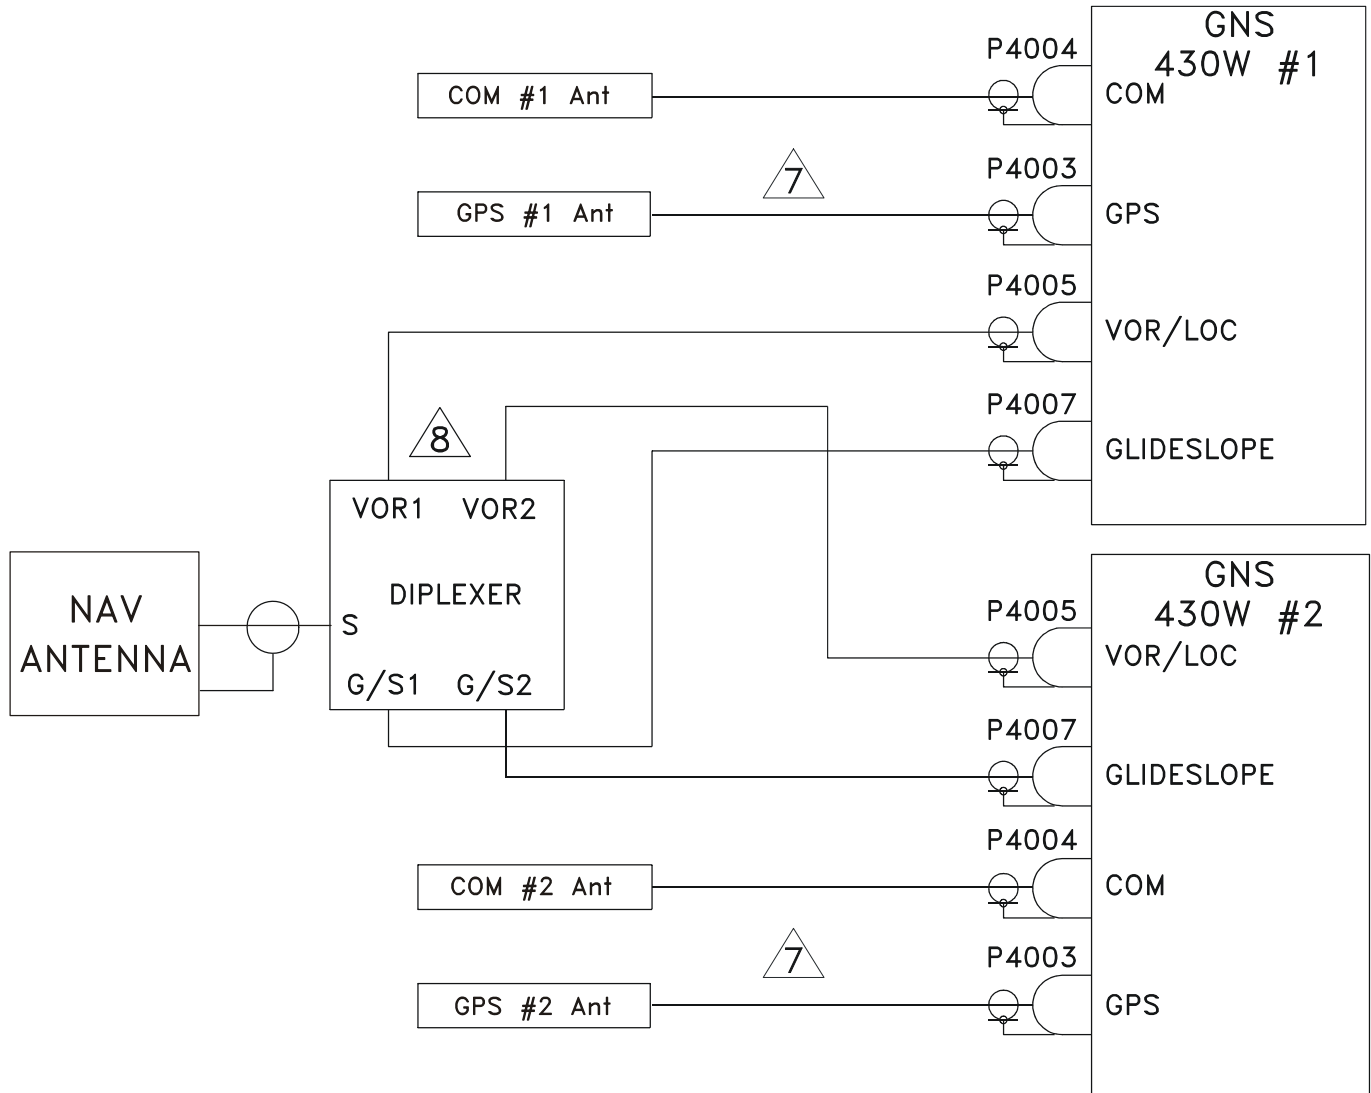 GNS
430W #1
P4004
COM
COM #1 Ant
P4003
GPS
GPS #1 Ant
7
P4005
VOR/LOC
P4007
GLIDESLOPE
8
VOR1 VOR2
DIPLEXER
S
G/S1 G/S2
NAV
ANTENNA
GNS
430W #2
P4005
VOR/LOC
P4007
GLIDESLOPE
P4004
COM
COM #2 Ant
7
P4003
GPS
GPS #2 Ant